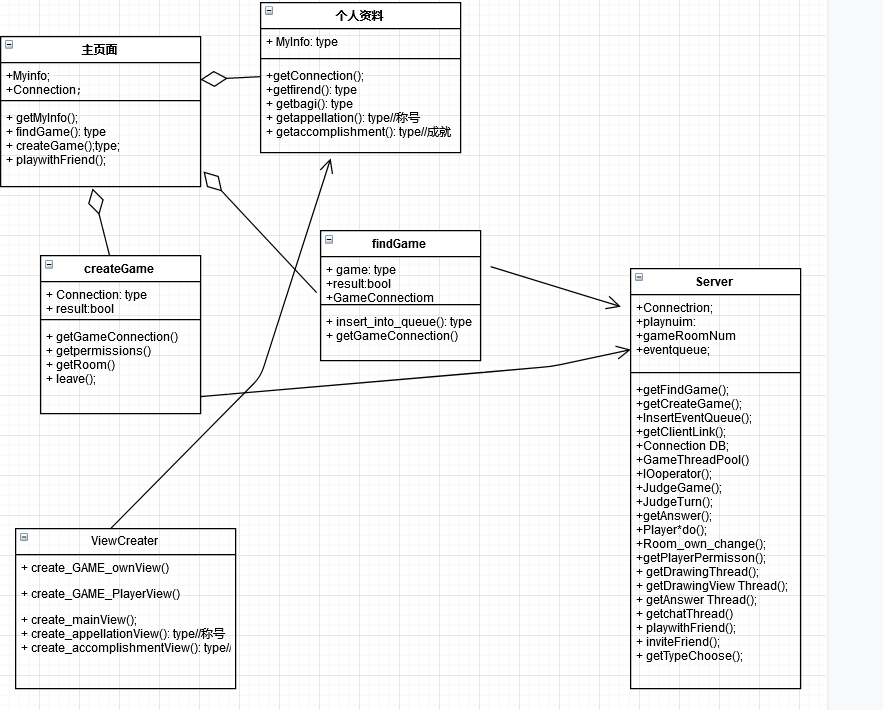 个人资料
+ MyInfo: type
+getConnection();
+getfirend(): type
+ getbagi(): type
+ getappellation(): type//称号
+ getaccomplishment(): type//成就
主页面
+Myinfo;
+Connection；
+ getMyInfo();
+ findGame(): type
+ createGame();type;
+ playwithFriend();
findGame
+ game: type
+result:bool
+GameConnectiom
+ insert_into_queue(): type
+ getGameConnection()
createGame
+ Connection: type
+ result:bool
+ getGameConnection()
+ getpermissions()
+ getRoom()
+ leave();
Server
+Connectrion;
+playnuim:
+gameRoomNum
+eventqueue;
+getFindGame();
+getCreateGame();
+InsertEventQueue();
+getClientLink();
+Connection DB;
+GameThreadPool()
+IOoperator();
+JudgeGame();
+JudgeTurn();
+getAnswer();
+Player*do();
+Room_own_change();
+getPlayerPermisson();
+ getDrawingThread();
+ getDrawingView Thread();
+ getAnswer Thread();
+ getchatThread()
+ playwithFriend();
+ inviteFriend();
+ getTypeChoose();
ViewCreater
+ create_GAME_ownView()
+ create_GAME_PlayerView()
+ create_mainView();
+ create_appellationView(): type//称号
+ create_accomplishmentView(): type//